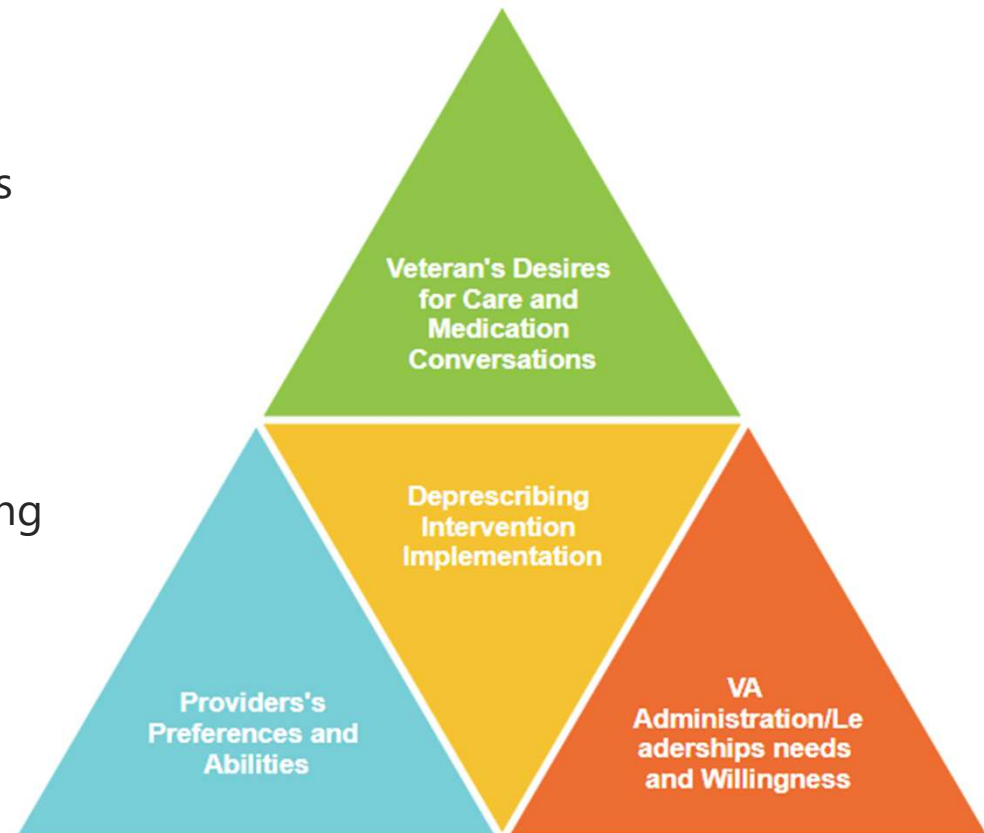 s
Veteran's Desires
for Care and
Medication
Conversations
ng
Deprescribing
Intervention
Implementation
Providers's
Preferences and
Abilities
VA
Administration/Le
aderships needs
and Willingness